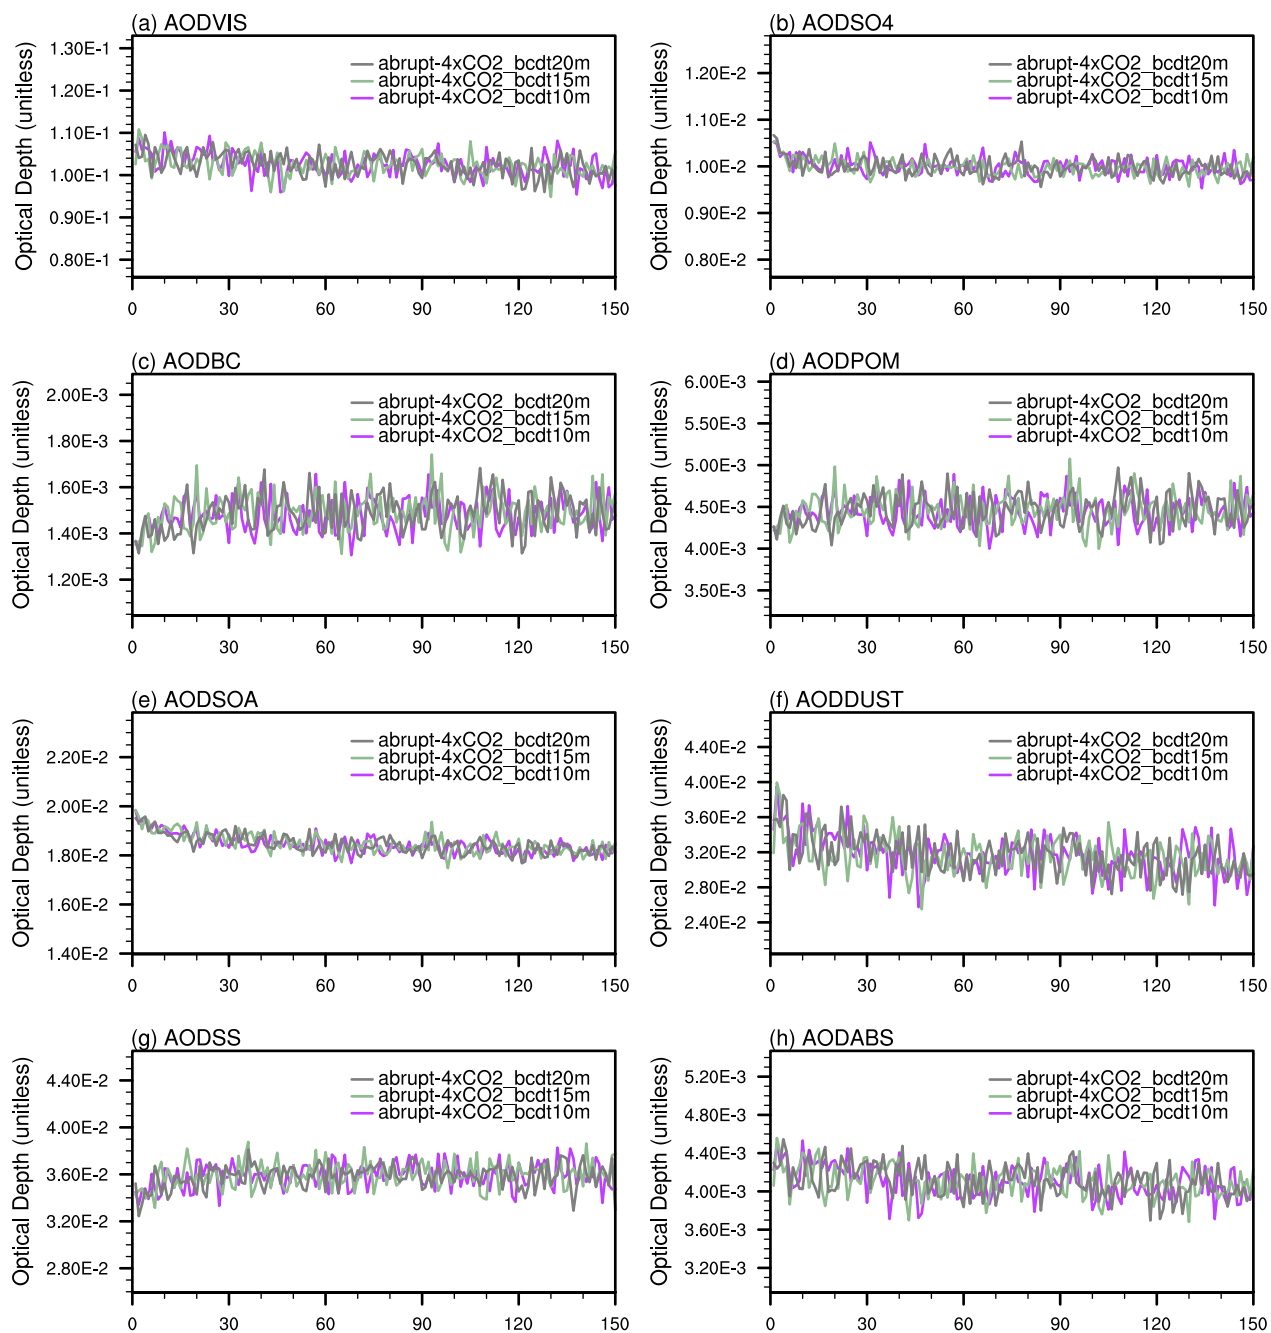 (a) AODVIS
Optical Depth (unitless)
1.30E-1
1.20E-1
1.10E-1
1.00E-1
0.90E-1
0.80E-1
abrupt-4xCO2_bcdt20m
abrupt-4xCO2_bcdt15m
abrupt-4xCO2_bcdt10m
0 30 60 90 120 150
(b) AODSO4
Optical Depth (unitless)
1.20E-2
1.10E-2
1.00E-2
0.90E-2
0.80E-2
abrupt-4xCO2_bcdt20m
abrupt-4xCO2_bcdt15m
abrupt-4xCO2_bcdt10m
0 30 60 90 120 150
(c) AODBC
Optical Depth (unitless)
2.00E-3
1.80E-3
1.60E-3
1.40E-3
1.20E-3
abrupt-4xCO2_bcdt20m
abrupt-4xCO2_bcdt15m
abrupt-4xCO2_bcdt10m
0 30 60 90 120 150
(d) AODPOM
Optical Depth (unitless)
6.00E-3
5.50E-3
5.00E-3
4.50E-3
4.00E-3
3.50E-3
abrupt-4xCO2_bcdt20m
abrupt-4xCO2_bcdt15m
abrupt-4xCO2_bcdt10m
0 30 60 90 120 150
(e) AODSOA
Optical Depth (unitless)
2.20E-2
2.00E-2
1.80E-2
1.60E-2
1.40E-2
abrupt-4xCO2_bcdt20m
abrupt-4xCO2_bcdt15m
abrupt-4xCO2_bcdt10m
0 30 60 90 120 150
(f) AODDUST
Optical Depth (unitless)
4.40E-2
4.00E-2
3.60E-2
3.20E-2
2.80E-2
2.40E-2
abrupt-4xCO2_bcdt20m
abrupt-4xCO2_bcdt15m
abrupt-4xCO2_bcdt10m
0 30 60 90 120 150
(g) AODSS
Optical Depth (unitless)
4.40E-2
4.00E-2
3.60E-2
3.20E-2
2.80E-2
abrupt-4xCO2_bcdt20m
abrupt-4xCO2_bcdt15m
abrupt-4xCO2_bcdt10m
0 30 60 90 120 150
(h) AODABS
Optical Depth (unitless)
5.20E-3
4.80E-3
4.40E-3
4.00E-3
3.60E-3
3.20E-3
abrupt-4xCO2_bcdt20m
abrupt-4xCO2_bcdt15m
abrupt-4xCO2_bcdt10m
0 30 60 90 120 150